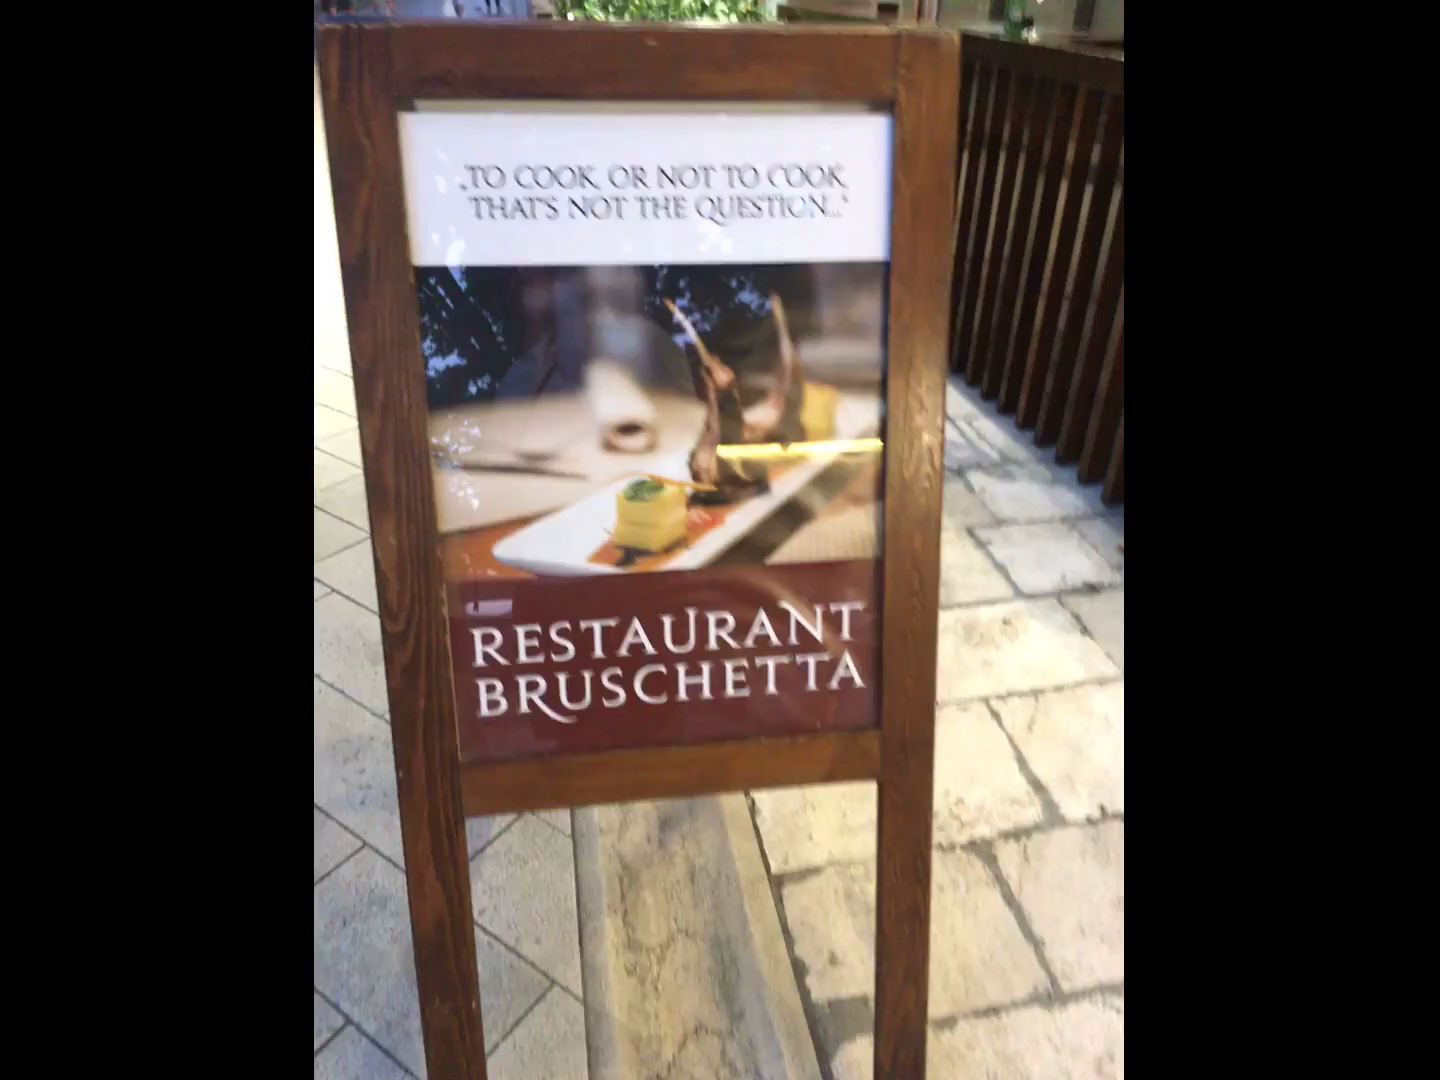 „TO COOK, OR NOT TO COOK,
THAT'S NOT THE QUESTION..."
RESTAURANT
BRUSCHETTA